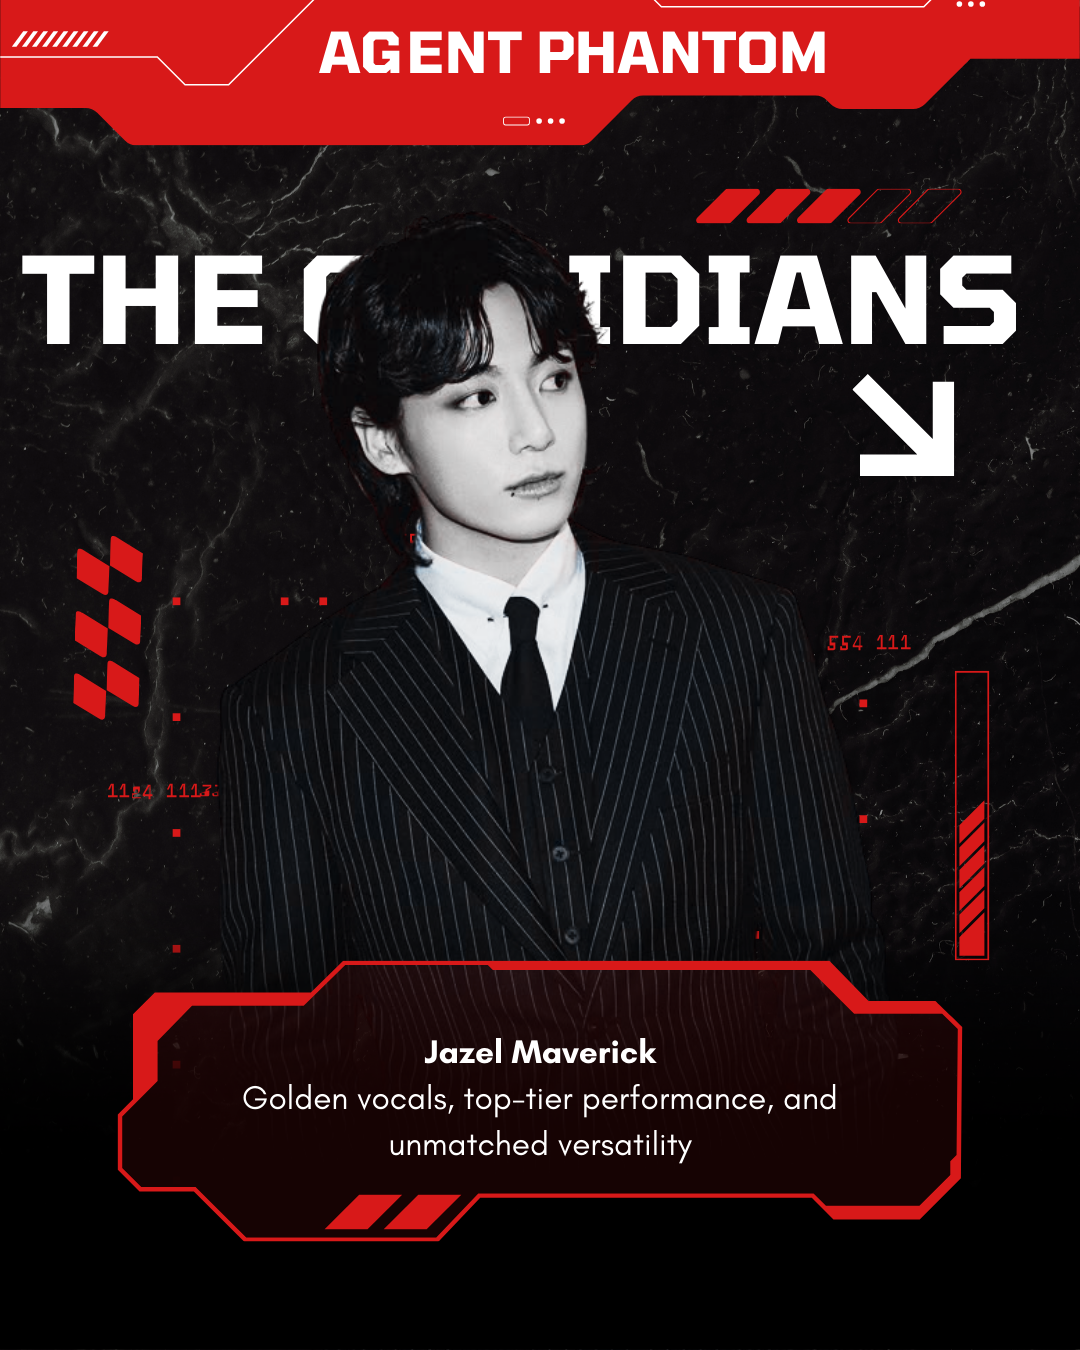 AGENT PHANTOM
THE IDIANS
554 111
Jazel Maverick
Golden vocals, top-tier performance, and
unmatched versatility